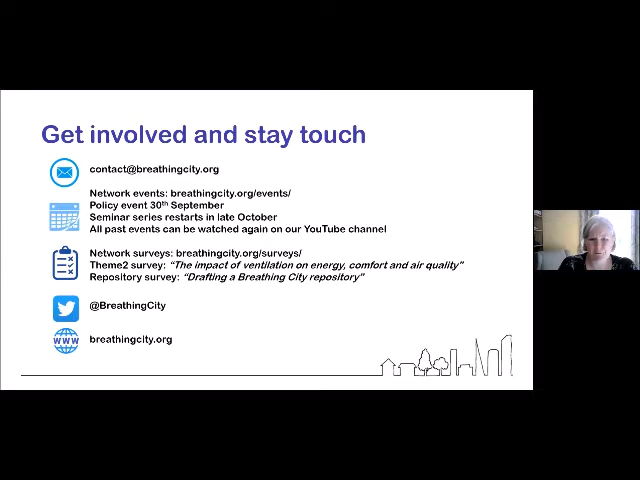 Get involved and stay touch
contact@breathingcity.org
Network events: breathingcity.org/events/
Policy event 30th September
Seminar series restarts in late October
All past events can be watched again on our YouTube channel
Network surveys: breathingcity.org/surveys/
Theme2 survey: “The impact of ventilation on energy, comfort and air quality”
Repository survey: “Drafting a Breathing City repository”
@BreathingCity
WWW
breathingcity.org